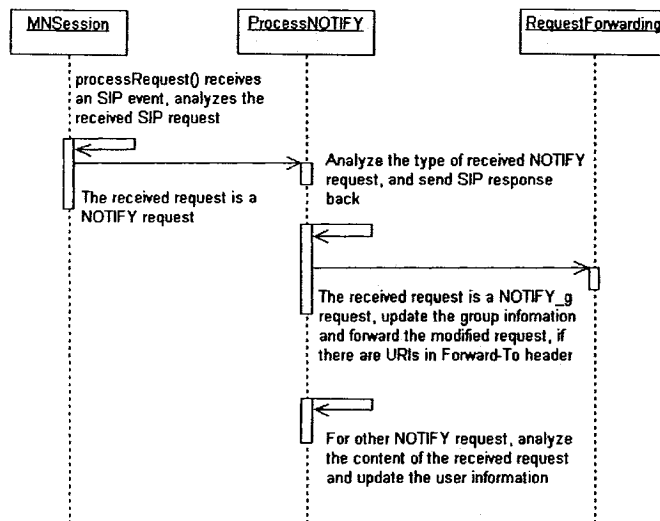 MNSession
ProcessNOTIFY
RequestForwarding
processRequest() receives
an SIP event, analyzes the
received SIP request
Analyze the type of received NOTIFY
request, and send SIP response
back
The received request is a
NOTIFY request
The received request is a NOTIFY_g
request, update the group infomation
and forward the modified request, if
there are URIs in Forward-To header
For other NOTIFY request, analyze
the content of the received request
and update the user information